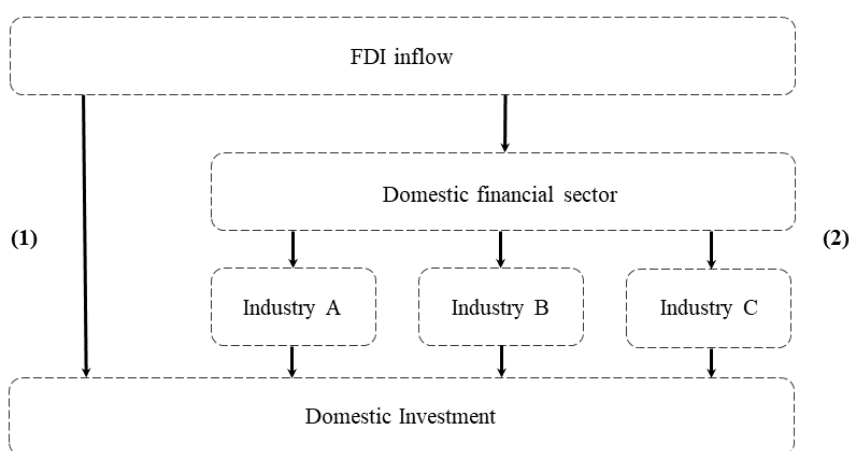 FDI inflow
Domestic financial sector
(1)
(2)
Industry A
Industry B
Industry C
Domestic Investment